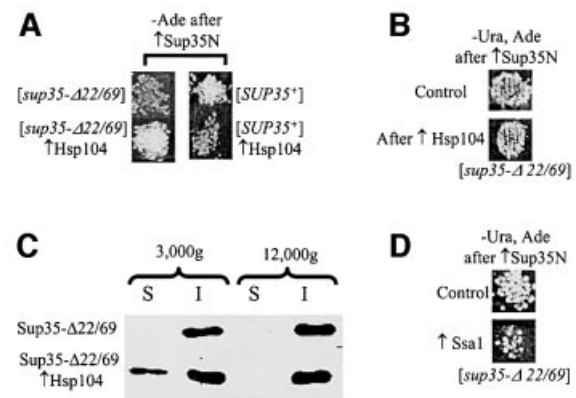 A
-Ade after
↑Sup35N
[sup35-Δ22/69]
[SUP35+]
[sup35-Δ22/69]
↑Hsp104
[SUP35+]
↑Hsp104
B
-Ura, Ade
after ↑Sup35N
Control
After ↑ Hsp104
[sup35-Δ 22/69]
C
3,000g
12,000g
S I S I
Sup35-Δ22/69
Sup35-Δ22/69
↑Hsp104
D
-Ura, Ade
after ↑Sup35N
Control
↑ Ssa1
[sup35-Δ 22/69]